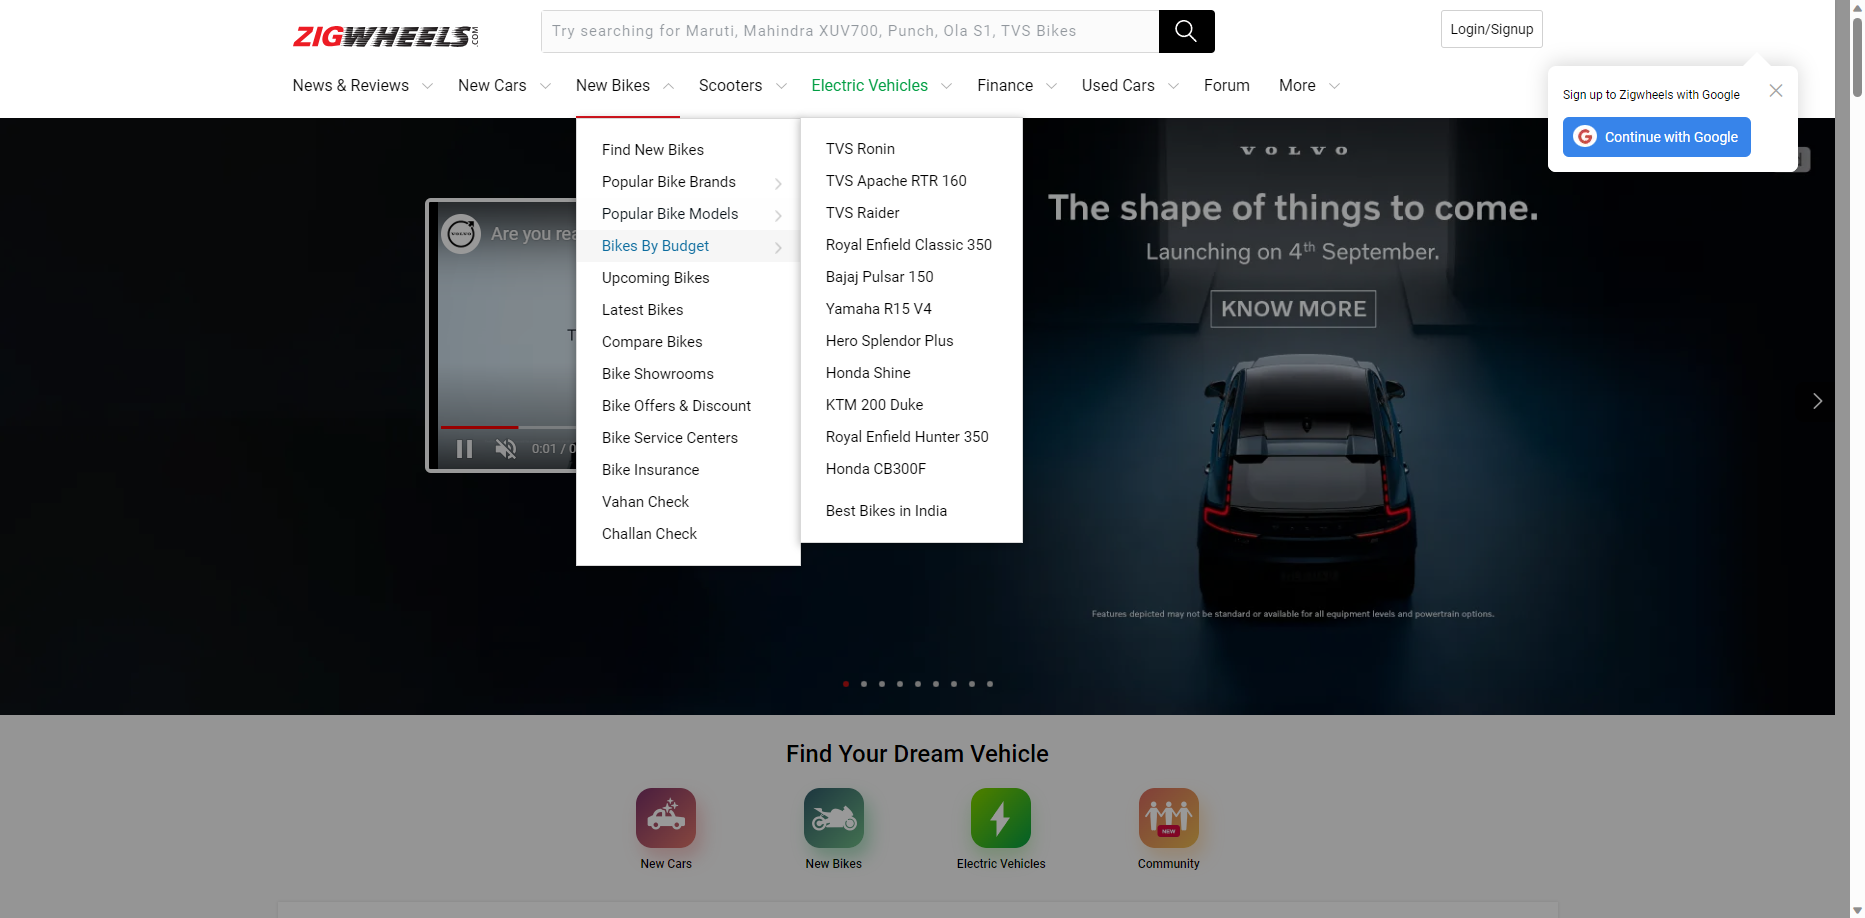 ZIGWHEELS.COM
Try searching for Maruti, Mahindra XUV700, Punch, Ola S1, TVS Bikes
Login/Signup
News & Reviews
New Cars
New Bikes
Scooters
Electric Vehicles
Finance
Used Cars
Forum
More
Sign up to Zigwheels with Google
Continue with Google
Find New Bikes
Popular Bike Brands
Popular Bike Models
Bikes By Budget
Upcoming Bikes
Latest Bikes
Compare Bikes
Bike Showrooms
Bike Offers & Discount
Bike Service Centers
Bike Insurance
Vahan Check
Challan Check
TVS Ronin
TVS Apache RTR 160
TVS Raider
Royal Enfield Classic 350
Bajaj Pulsar 150
Yamaha R15 V4
Hero Splendor Plus
Honda Shine
KTM 200 Duke
Royal Enfield Hunter 350
Honda CB300F
Best Bikes in India
VOLVO
Are you
0:01 / 0
VOLVO
The shape of things to come.
Launching on 4th September.
KNOW MORE
Features depicted may not be standard or available for all equipment levels and powertrain options.
Find Your Dream Vehicle
New Cars
New Bikes
Electric Vehicles
NEW
Community